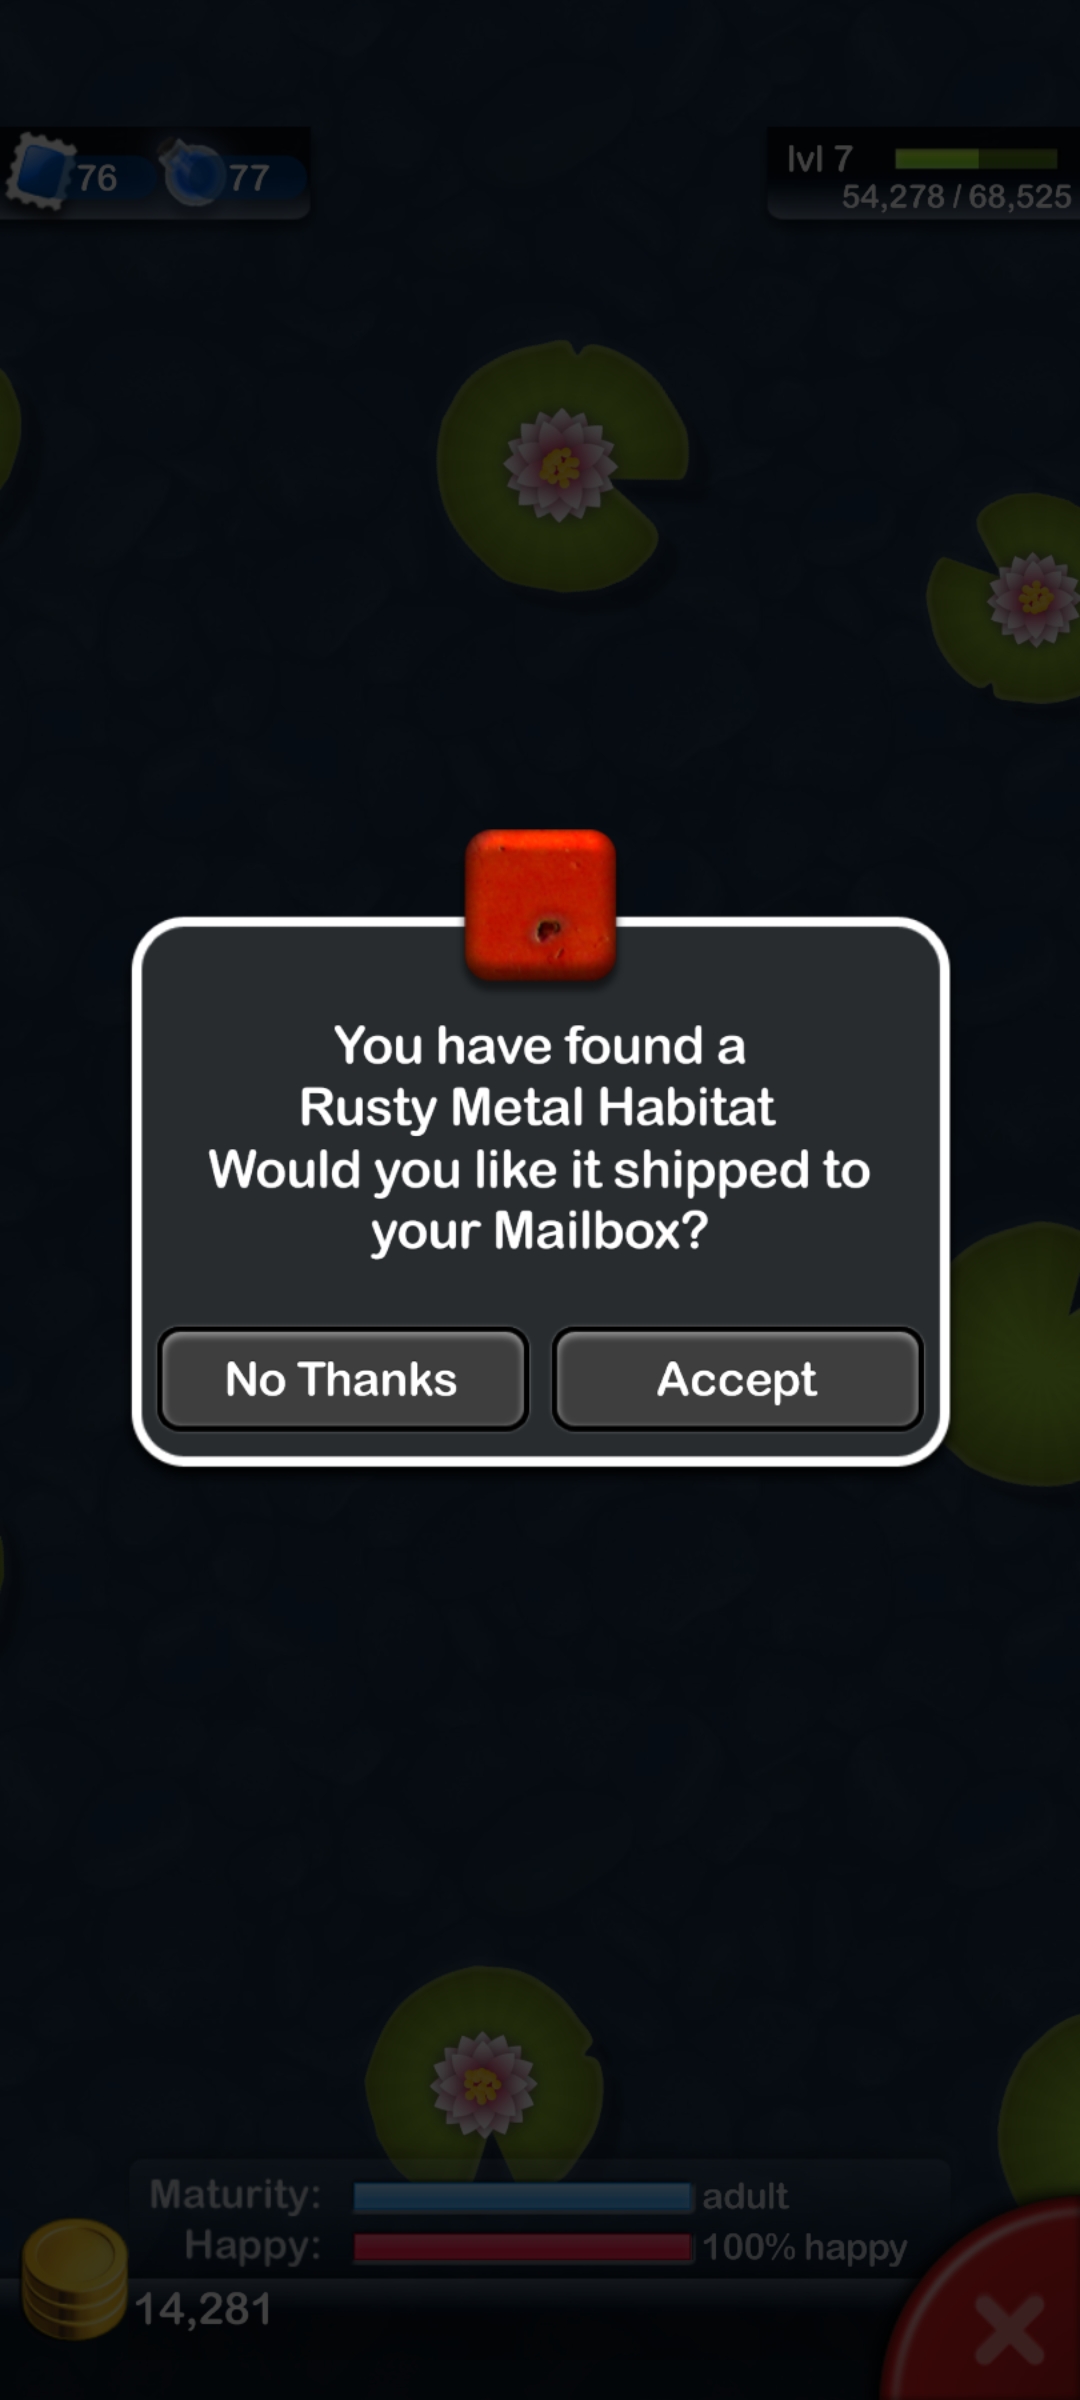 76 77
lvl 7
54,278 / 68,525
You have found a
Rusty Metal Habitat
Would you like it shipped to
your Mailbox?
No Thanks
Accept
Maturity: adult
Happy: 100% happy
14,281